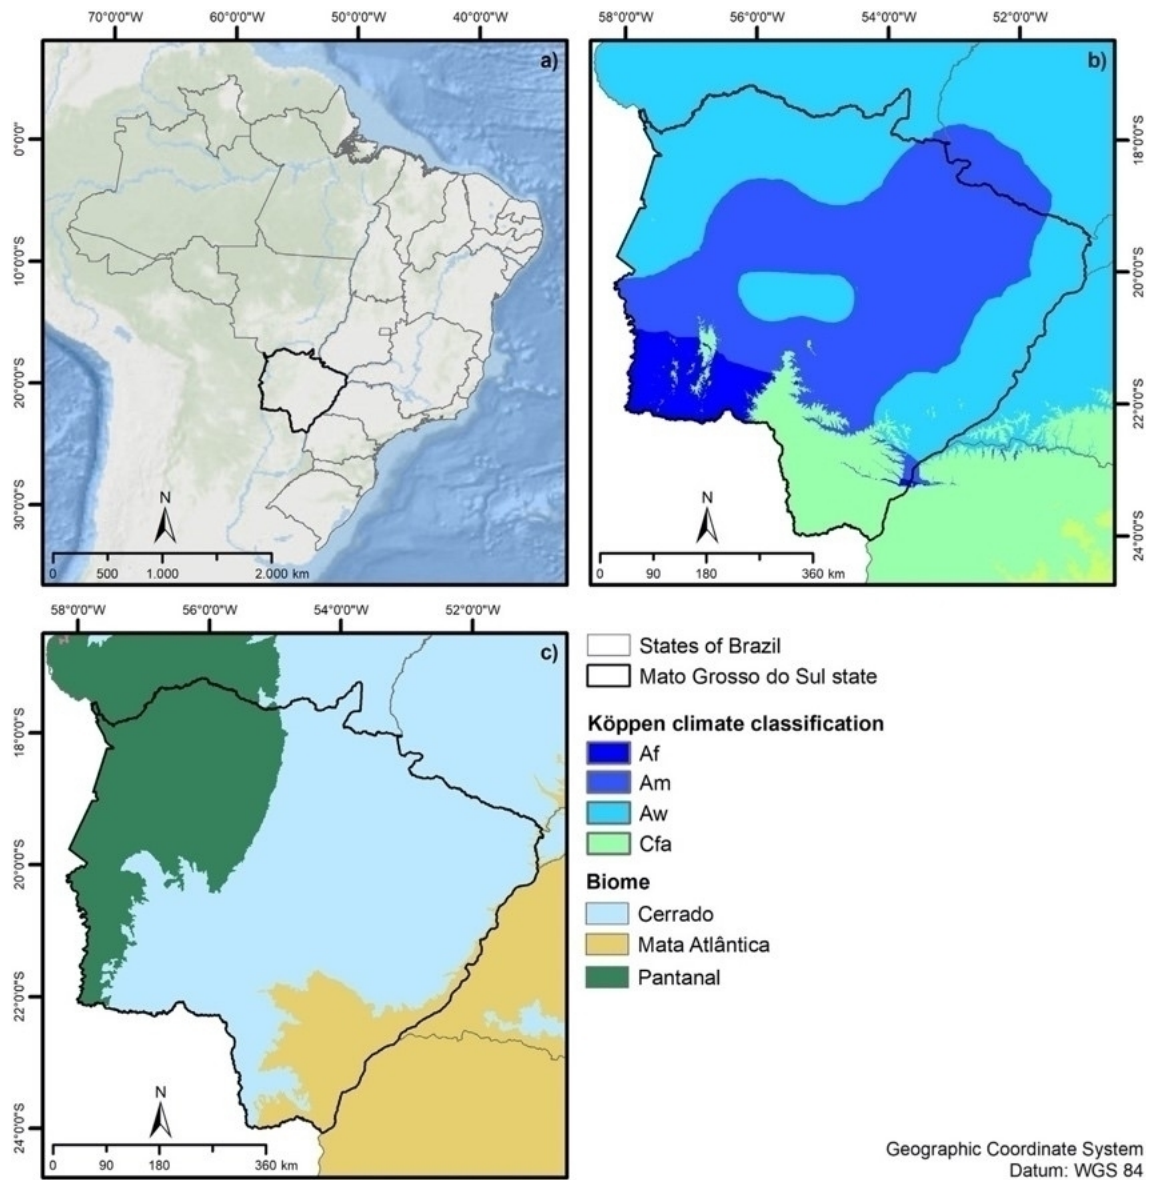 70°0'0"W 60°0'0"W 50°0'0"W 40°0'0"W
58°0'0"W 56°0'0"W 54°0'0"W 52°0'0"W
a)
b)
0°0'0"
10°0'0"S
20°0'0"S
30°0'0"S
18°0'0"S
20°0'0"S
22°0'0"S
24°0'0"S
N
0 500 1.000 2.000 km
N
0 90 180 360 km
58°0'0"W 56°0'0"W 54°0'0"W 52°0'0"W
c)
18°0'0"S
20°0'0"S
22°0'0"S
24°0'0"S
N
0 90 180 360 km
States of Brazil
Mato Grosso do Sul state
Köppen climate classification
Af
Am
Aw
Cfa
Biome
Cerrado
Mata Atlântica
Pantanal
Geographic Coordinate System
Datum: WGS 84